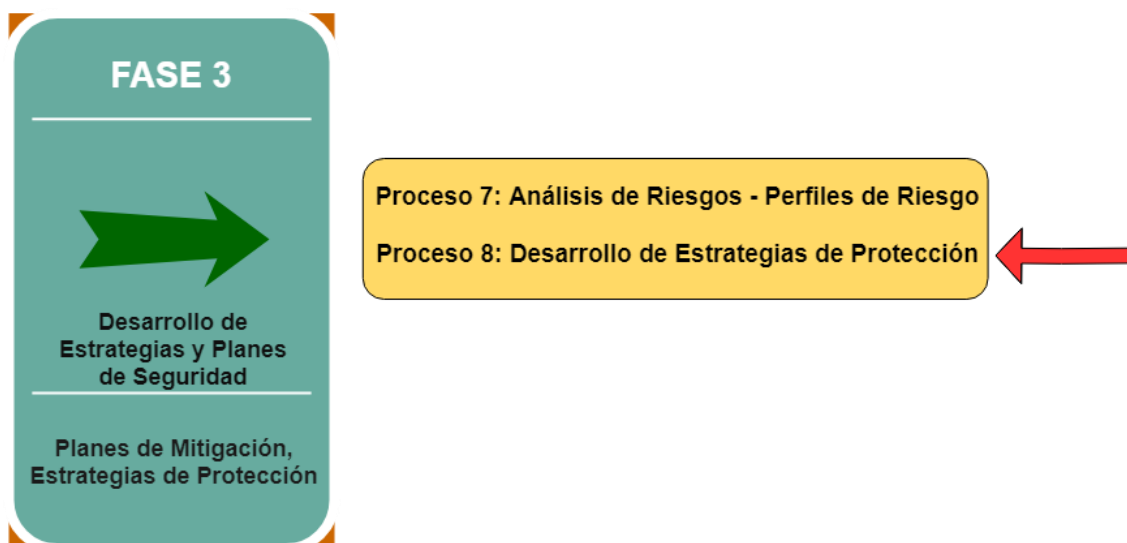 FASE 3
Desarrollo de
Estrategias y Planes
de Seguridad
Planes de Mitigación,
Estrategias de Protección
Proceso 7: Análisis de Riesgos - Perfiles de Riesgo
Proceso 8: Desarrollo de Estrategias de Protección